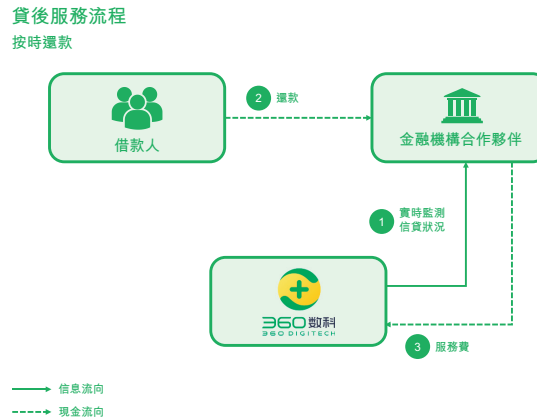 貸後服務流程
按時還款
2 還款
借款人
金融機構合作夥伴
1 實時監測
信貸狀況
360数科
360 DIGITECH
3 服務費
信息流向
現金流向